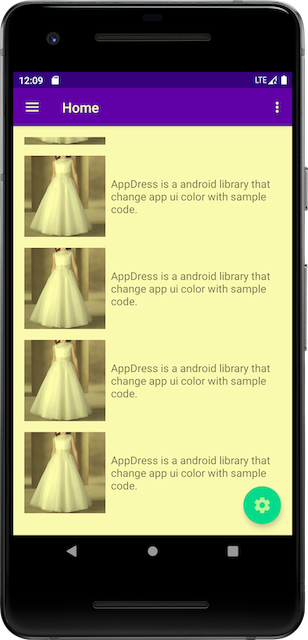 12:09 LTE
Home
AppDress is a android library that
change app ui color with sample
code.
AppDress is a android library that
change app ui color with sample
code.
AppDress is a android library that
change app ui color with sample
code.
AppDress is a android library that
change app ui color with sample
code.